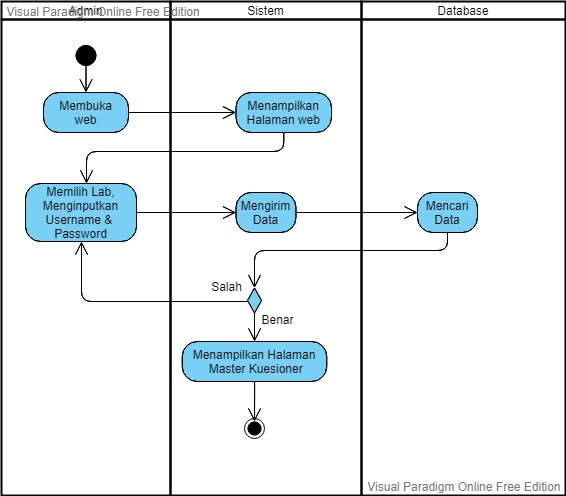 Visual Paradigm Online Free Edition
Admin
Sistem
Database
Membuka
web
Menampilkan
Halaman web
Memilih Lab,
Menginputkan
Username &
Password
Mengirim
Data
Mencari
Data
Salah
Benar
Menampilkan Halaman
Master Kuesioner
Visual Paradigm Online Free Edition